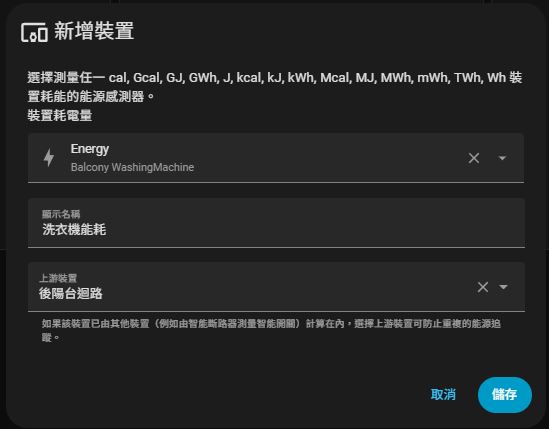 新增裝置
選擇測量任一 cal, Gcal, GJ, GWh, J, kcal, kJ, kWh, Mcal, MJ, MWh, mWh, TWh, Wh 裝
置耗能的能源感測器。
裝置耗電量
Energy
Balcony WashingMachine
顯示名稱
洗衣機能耗
上游裝置
後陽台迴路
如果該裝置已由其他裝置（例如由智能斷路器測量智能開關）計算在內，選擇上游裝置可防止重複的能源追
蹤。
取消
儲存